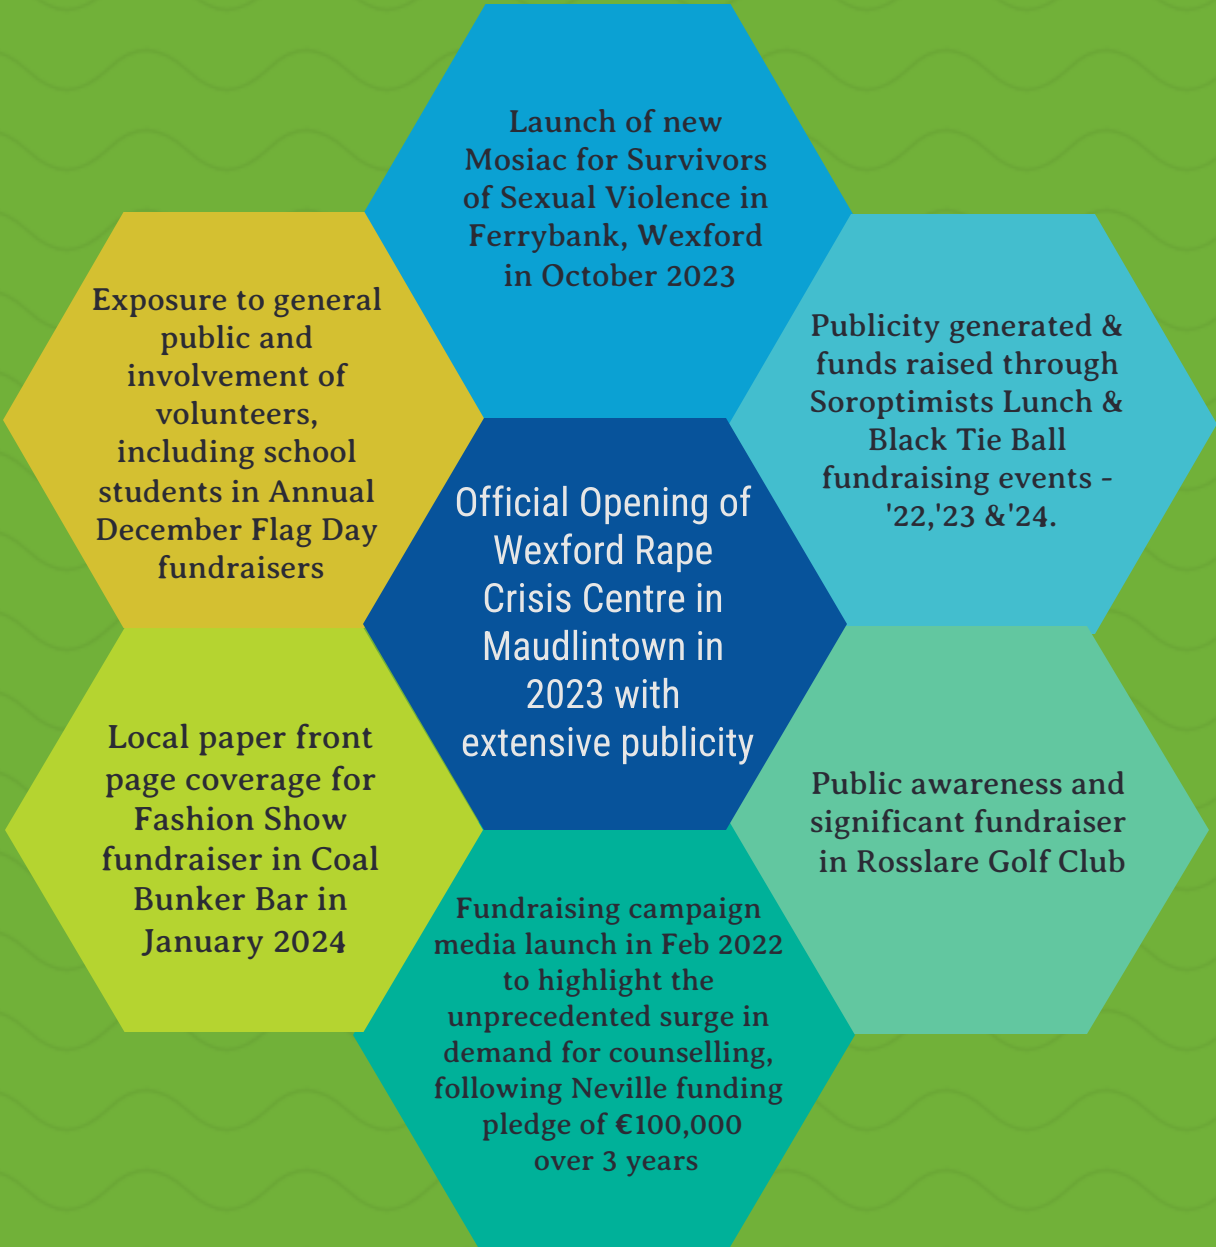 Launch of new
Mosiac for Survivors
of Sexual Violence in
Ferrybank, Wexford
in October 2023
Exposure to general
public and
involvement of
volunteers,
including school
students in Annual
December Flag Day
fundraisers
Publicity generated &
funds raised through
Soroptimists Lunch &
Black Tie Ball
fundraising events -
'22,'23 &'24.
Official Opening of
Wexford Rape
Crisis Centre in
Maudlintown in
2023 with
extensive publicity
Local paper front
page coverage for
Fashion Show
fundraiser in Coal
Bunker Bar in
January 2024
Public awareness and
significant fundraiser
in Rosslare Golf Club
Fundraising campaign
media launch in Feb 2022
to highlight the
unprecedented surge in
demand for counselling,
following Neville funding
pledge of €100,000
over 3 years